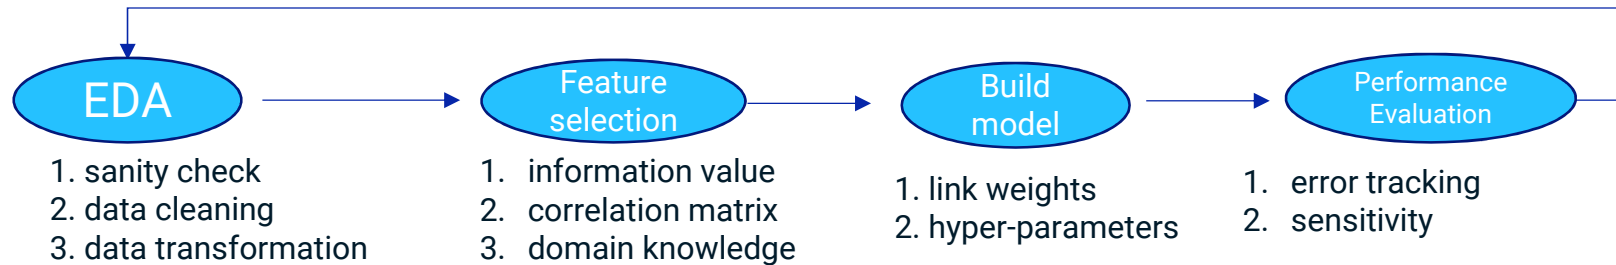 EDA
1. sanity check
2. data cleaning
3. data transformation
Feature
selection
1. information value
2. correlation matrix
3. domain knowledge
Build
model
1. link weights
2. hyper-parameters
Performance
Evaluation
1. error tracking
2. sensitivity